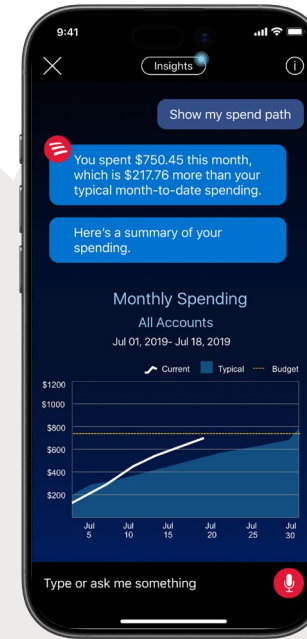 9:41
Insights
Show my spend path
You spent $750.45 this month,
which is $217.76 more than your
typical month-to-date spending.
Here's a summary of your
spending.
Monthly Spending
All Accounts
Jul 01, 2019- Jul 18, 2019
Current Typical Budget
$1200
$1000
$800
$600
$400
$200
Jul Jul Jul Jul Jul Jul
5 10 15 20 25 30
Type or ask me something